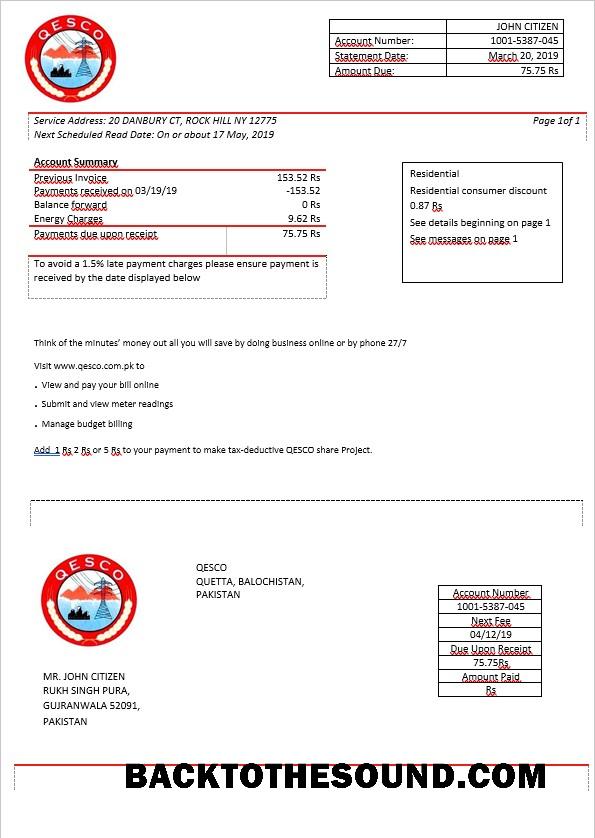 QESCO
JOHN CITIZEN
Account Number: 1001-5387-045
Statement Date: March 20, 2019
Amount Due: 75.75 Rs
Service Address: 20 DANBURY CT, ROCK HILL NY 12775 Page 1of 1
Next Scheduled Read Date: On or about 17 May, 2019
Account Summary
Previous Invoice 153.52 Rs
Payments received on 03/19/19 -153.52
Balance forward 0 Rs
Energy Charges 9.62 Rs
Payments due upon receipt 75.75 Rs
To avoid a 1.5% late payment charges please ensure payment is
received by the date displayed below
Residential
Residential consumer discount
0.87 Rs
See details beginning on page 1
See messages on page 1
Think of the minutes' money out all you will save by doing business online or by phone 27/7
Visit www.qesco.com.pk to
. View and pay your bill online
. Submit and view meter readings
. Manage budget billing
Add 1 Rs 2 Rs or 5 Rs to your payment to make tax-deductive QESCO share Project.
QESCO
QESCO
QUETTA, BALOCHISTAN,
PAKISTAN
Account Number
1001-5387-045
Next Fee
04/12/19
Due Upon Receipt
75.75Rs
Amount Paid
Rs
MR. JOHN CITIZEN
RUKH SINGH PURA,
GUJRANWALA 52091,
PAKISTAN
BACKTOTHESOUND.COM